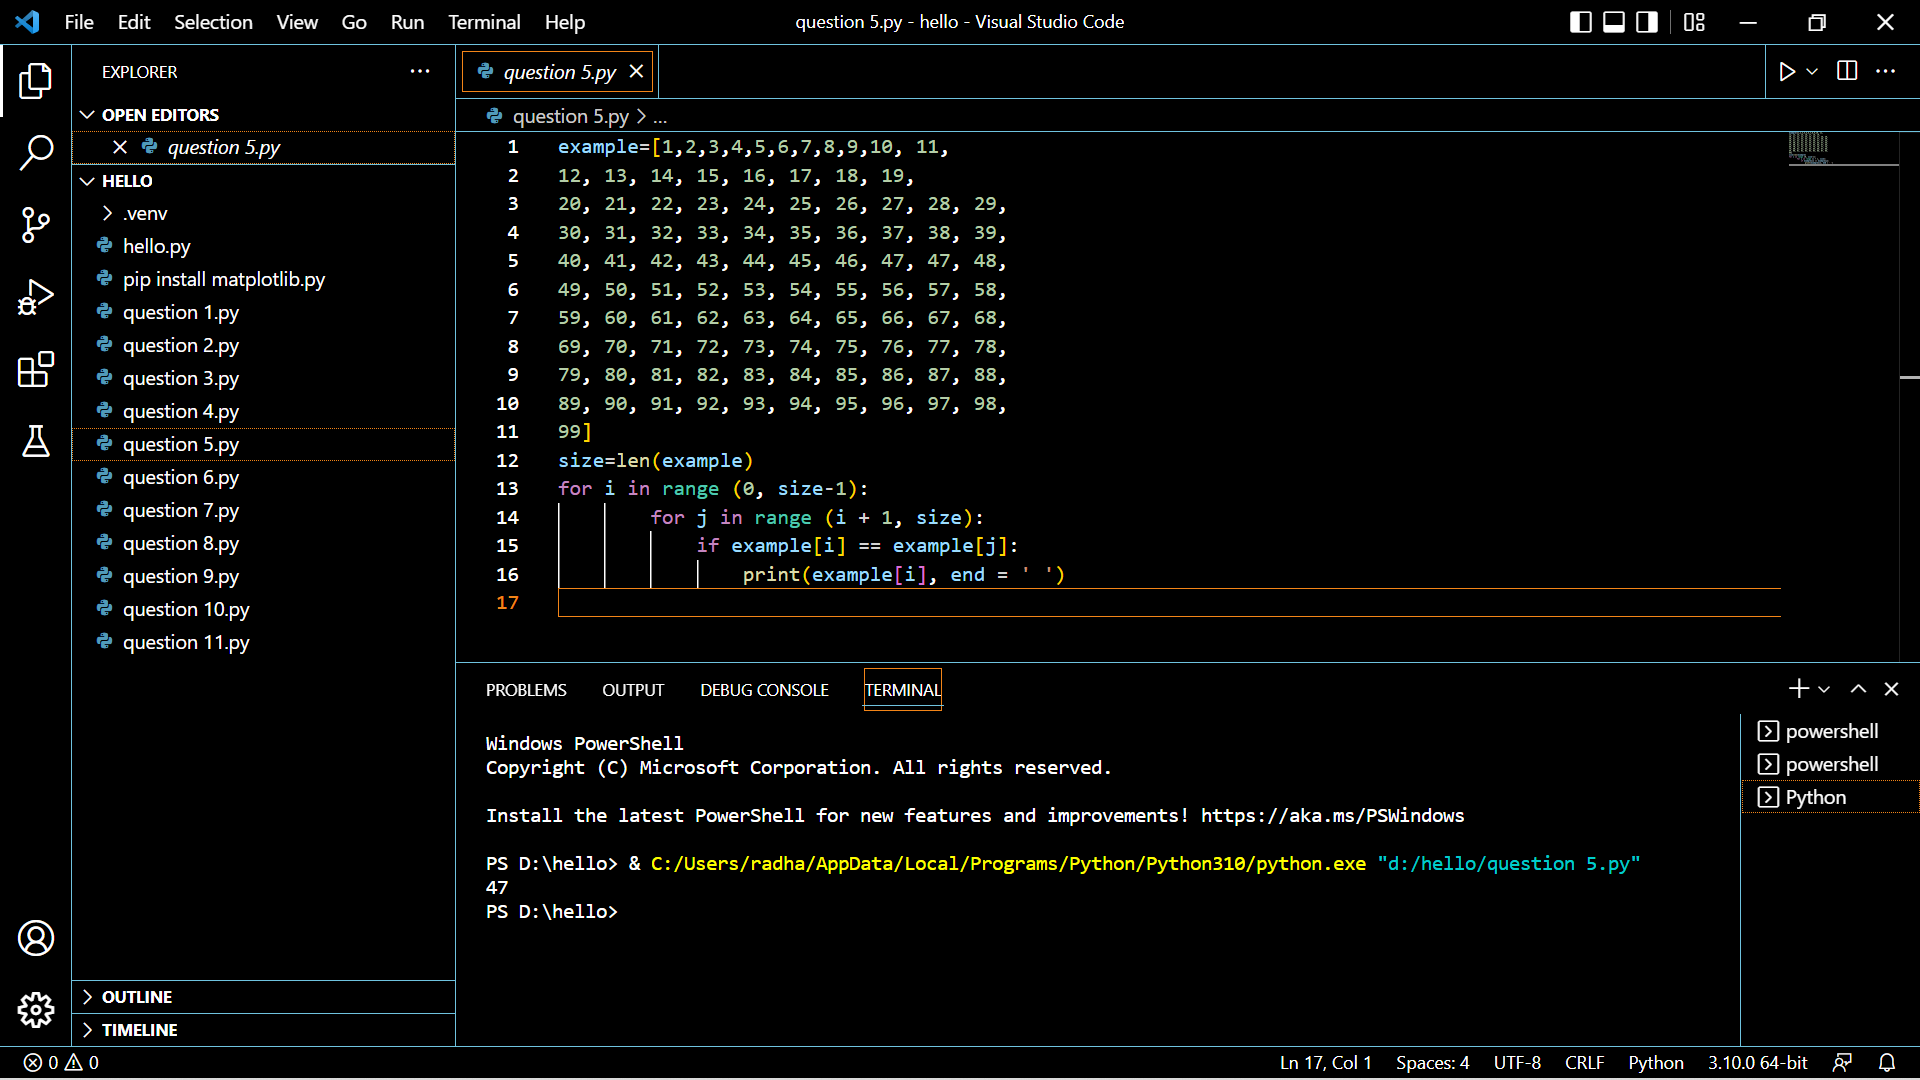 File Edit Selection View Go Run Terminal Help question 5.py - hello - Visual Studio Code
EXPLORER
OPEN EDITORS
question 5.py
HELLO
.venv
hello.py
pip install matplotlib.py
question 1.py
question 2.py
question 3.py
question 4.py
question 5.py
question 6.py
question 7.py
question 8.py
question 9.py
question 10.py
question 11.py
OUTLINE
TIMELINE
question 5.py
question 5.py > ...
1 example=[1,2,3,4,5,6,7,8,9,10, 11,
2 12, 13, 14, 15, 16, 17, 18, 19,
3 20, 21, 22, 23, 24, 25, 26, 27, 28, 29,
4 30, 31, 32, 33, 34, 35, 36, 37, 38, 39,
5 40, 41, 42, 43, 44, 45, 46, 47, 47, 48,
6 49, 50, 51, 52, 53, 54, 55, 56, 57, 58,
7 59, 60, 61, 62, 63, 64, 65, 66, 67, 68,
8 69, 70, 71, 72, 73, 74, 75, 76, 77, 78,
9 79, 80, 81, 82, 83, 84, 85, 86, 87, 88,
10 89, 90, 91, 92, 93, 94, 95, 96, 97, 98,
11 99]
12 size=len(example)
13 for i in range (0, size-1):
14         for j in range (i + 1, size):
15             if example[i] == example[j]:
16                 print(example[i], end = ' ')
17
PROBLEMS OUTPUT DEBUG CONSOLE TERMINAL
Windows PowerShell
Copyright (C) Microsoft Corporation. All rights reserved.
Install the latest PowerShell for new features and improvements! https://aka.ms/PSWindows
PS D:\hello> & C:/Users/radha/AppData/Local/Programs/Python/Python310/python.exe "d:/hello/question 5.py"
47
PS D:\hello>
powershell
powershell
Python
0 0 Ln 17, Col 1 Spaces: 4 UTF-8 CRLF Python 3.10.0 64-bit